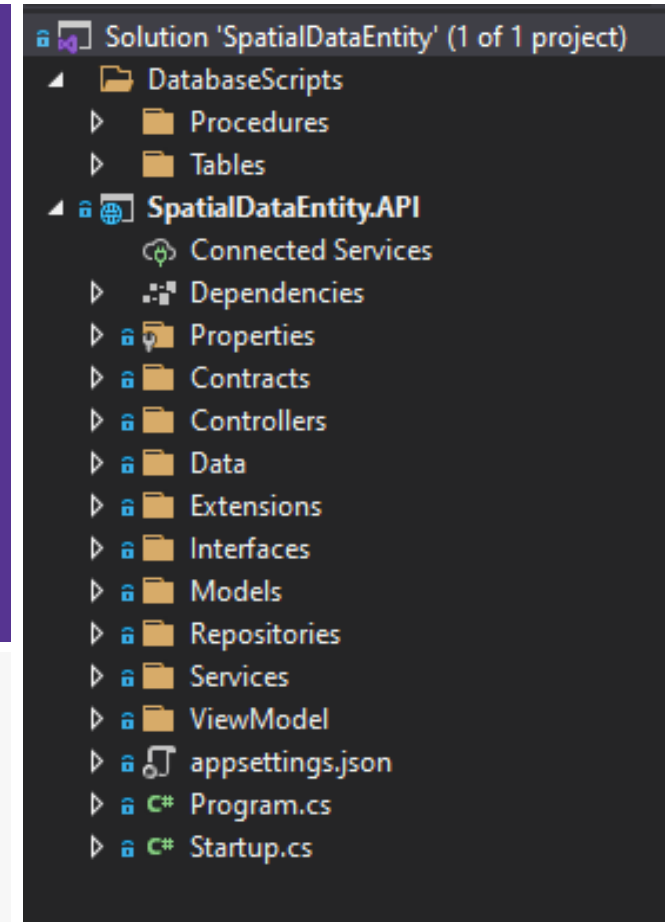 Solution 'SpatialDataEntity' (1 of 1 project)
DatabaseScripts
Procedures
Tables
SpatialDataEntity.API
Connected Services
Dependencies
Properties
Contracts
Controllers
Data
Extensions
Interfaces
Models
Repositories
Services
ViewModel
appsettings.json
C# Program.cs
C# Startup.cs